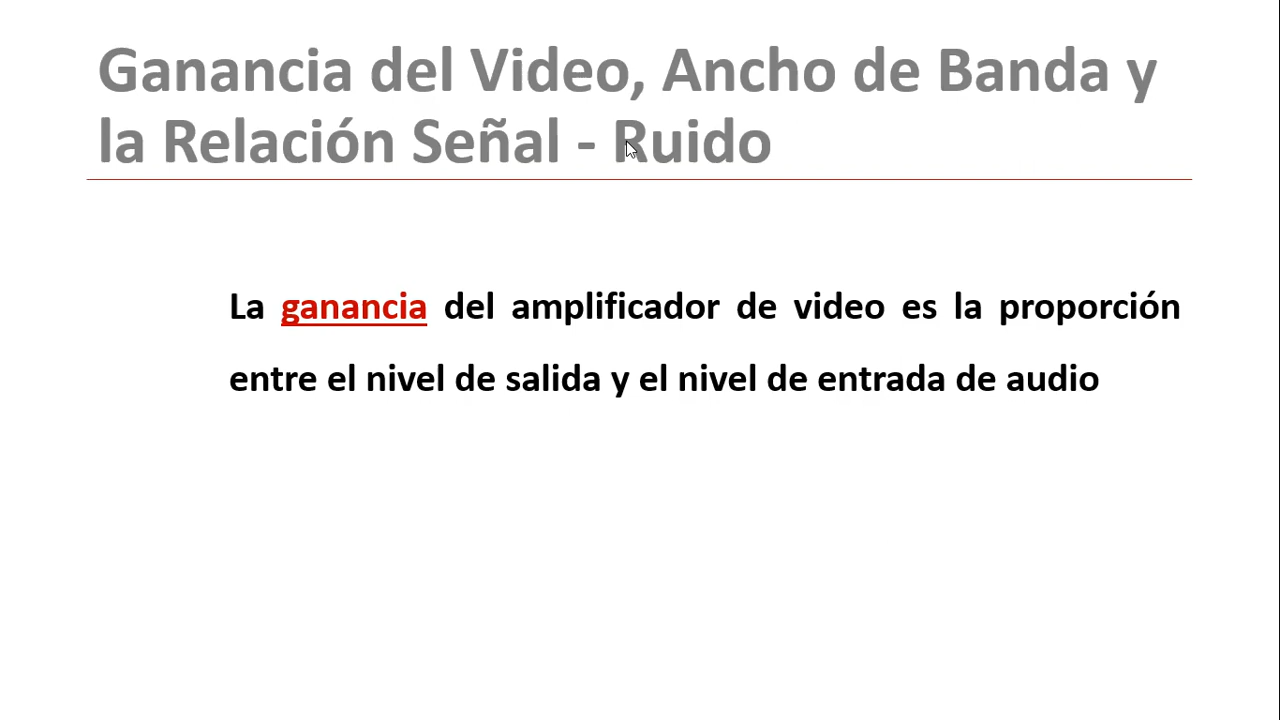 Ganancia del Video, Ancho de Banda y
la Relación Señal - Ruido
La ganancia del amplificador de video es la proporción
entre el nivel de salida y el nivel de entrada de audio